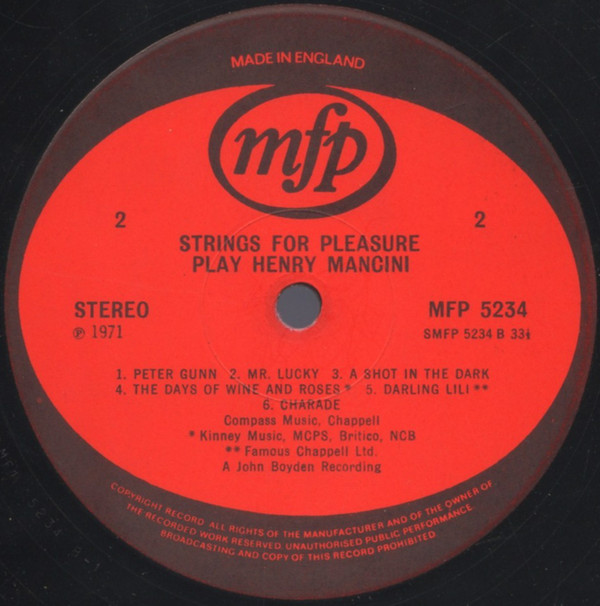 MADE IN ENGLAND
mfp
2 2
STRINGS FOR PLEASURE
PLAY HENRY MANCINI
STEREO MFP 5234
℗ 1971 SMFP 5234 B 33⅓
1. PETER GUNN 2. MR. LUCKY 3. A SHOT IN THE DARK
4. THE DAYS OF WINE AND ROSES* 5. DARLING LILI**
6. CHARADE
Compass Music, Chappell
* Kinney Music, MCPS, Britico, NCB
** Famous Chappell Ltd.
A John Boyden Recording
COPYRIGHT RECORD. ALL RIGHTS OF THE MANUFACTURER AND OF THE OWNER OF
THE RECORDED WORK RESERVED. UNAUTHORISED PUBLIC PERFORMANCE,
BROADCASTING AND COPY OF THIS RECORD PROHIBITED